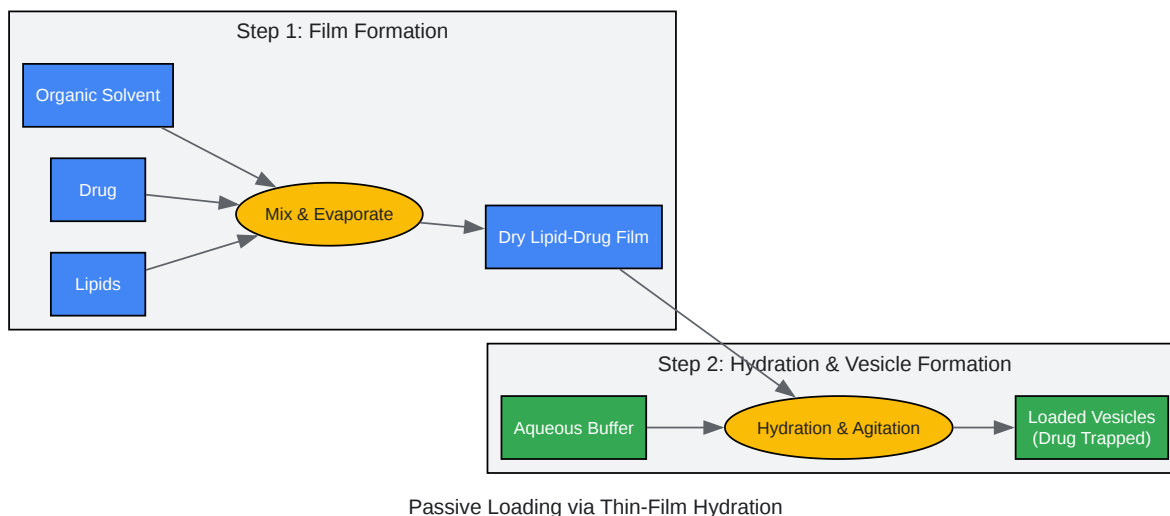 Step 1: Film Formation
Organic Solvent
Drug
Lipids
Mix & Evaporate
Dry Lipid-Drug Film
Step 2: Hydration & Vesicle Formation
Aqueous Buffer
Hydration & Agitation
Loaded Vesicles
(Drug Trapped)
Passive Loading via Thin-Film Hydration